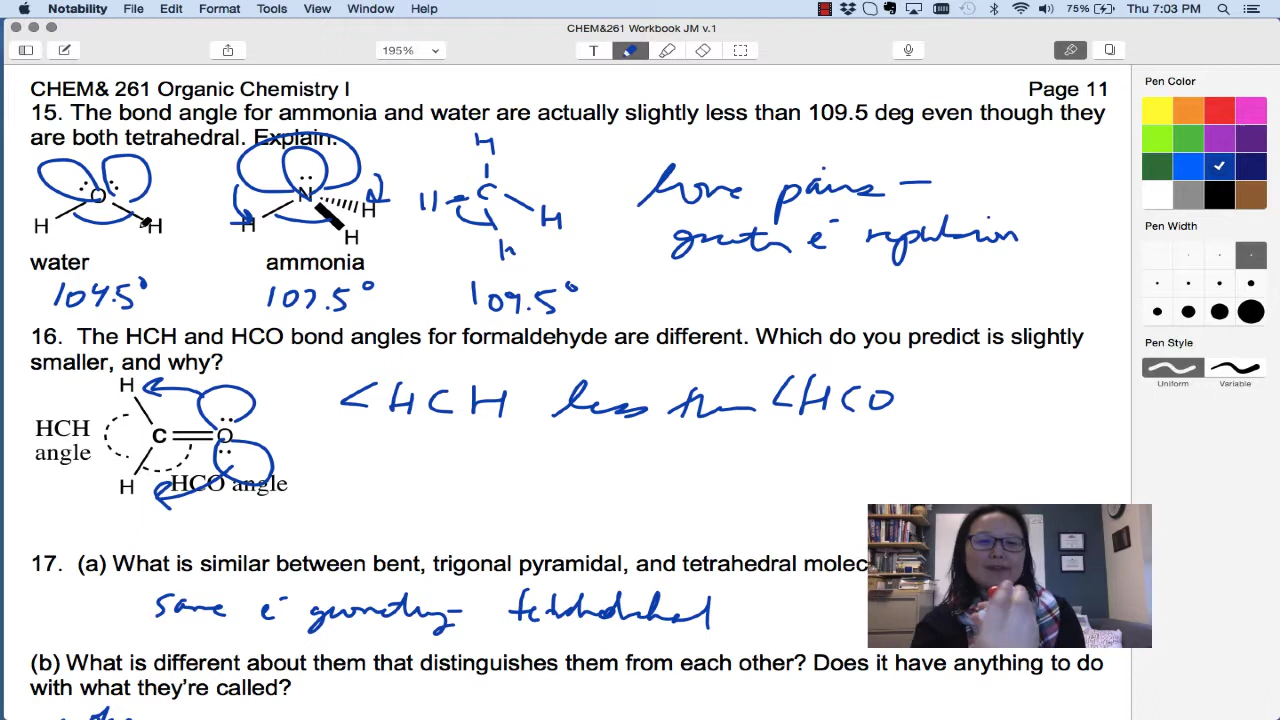 Notability File Edit Format Tools View Window Help 75% Thu 7:03 PM
CHEM&261 Workbook JM v.1
195% T
CHEM& 261 Organic Chemistry I Page 11
15. The bond angle for ammonia and water are actually slightly less than 109.5 deg even though they
are both tetrahedral. Explain.
H
O N C
H H H H H H H
H
water ammonia
104.5° 107.5° 109.5°
lone pairs –
greater e⁻ repulsion
16. The HCH and HCO bond angles for formaldehyde are different. Which do you predict is slightly
smaller, and why?
H
HCH
angle
C O
H
HCO angle
<HCH less than <HCO
17. (a) What is similar between bent, trigonal pyramidal, and tetrahedral molec
same e⁻ geometry – tetrahedral
(b) What is different about them that distinguishes them from each other? Does it have anything to do
with what they're called?
Pen Color
Pen Width
Pen Style
Uniform Variable